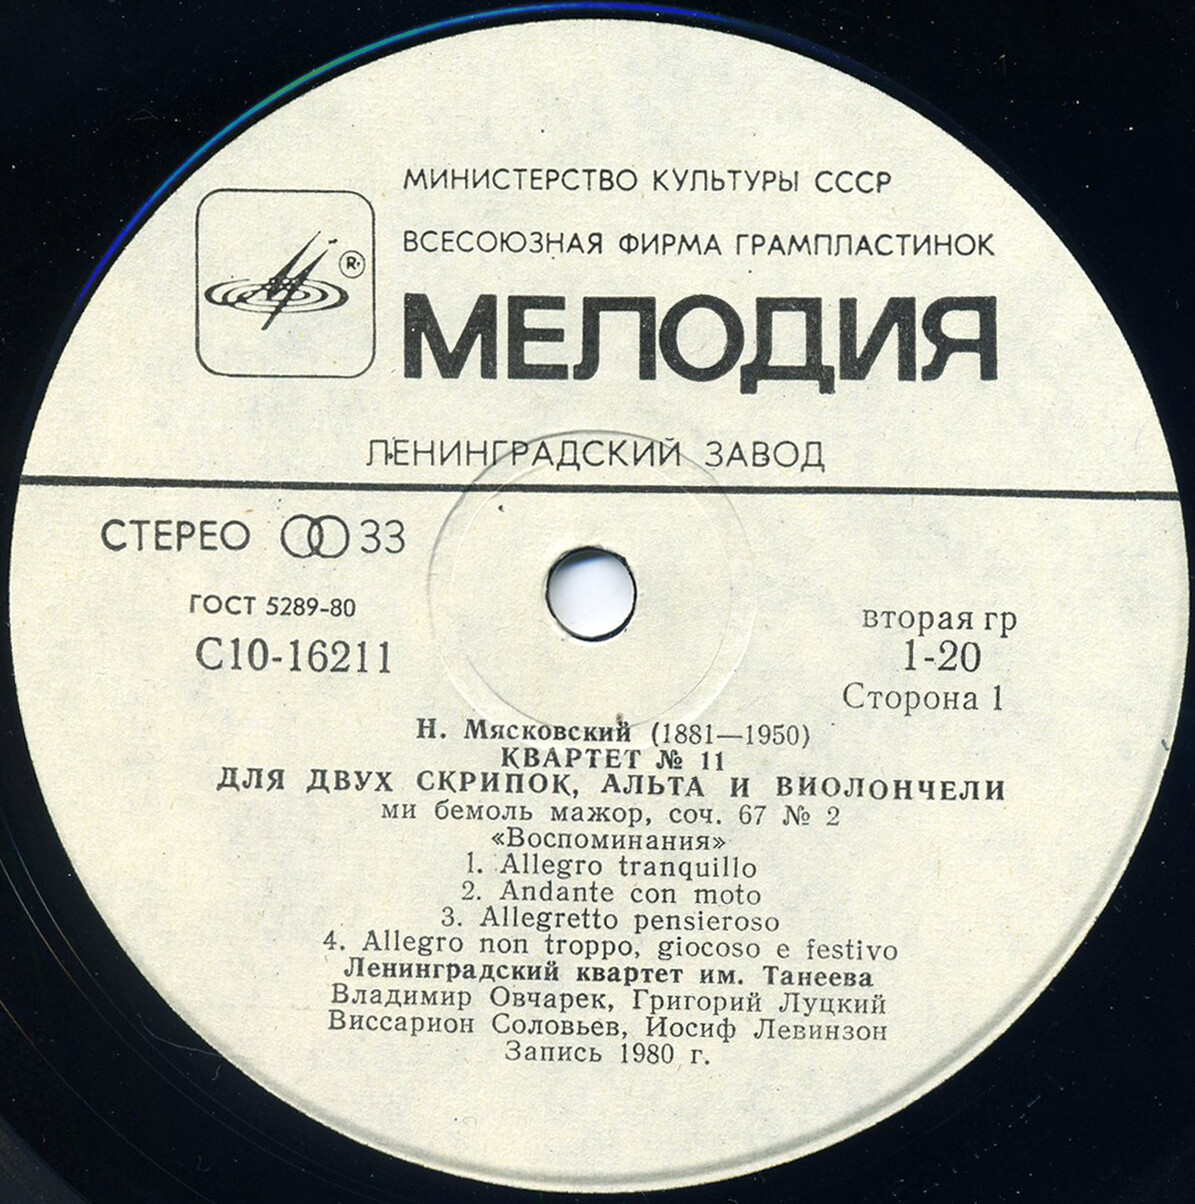 МИНИСТЕРСТВО КУЛЬТУРЫ СССР
ВСЕСОЮЗНАЯ ФИРМА ГРАМПЛАСТИНОК
®
МЕЛОДИЯ
ЛЕНИНГРАДСКИЙ ЗАВОД
СТЕРЕО 33
ГОСТ 5289-80
С10-16211
вторая гр
1-20
Сторона 1
Н. Мясковский (1881—1950)
КВАРТЕТ № 11
ДЛЯ ДВУХ СКРИПОК, АЛЬТА И ВИОЛОНЧЕЛИ
ми бемоль мажор, соч. 67 № 2
«Воспоминания»
1. Allegro tranquillo
2. Andante con moto
3. Allegretto pensieroso
4. Allegro non troppo, giocoso e festivo
Ленинградский квартет им. Танеева
Владимир Овчарек, Григорий Луцкий
Виссарион Соловьев, Иосиф Левинзон
Запись 1980 г.